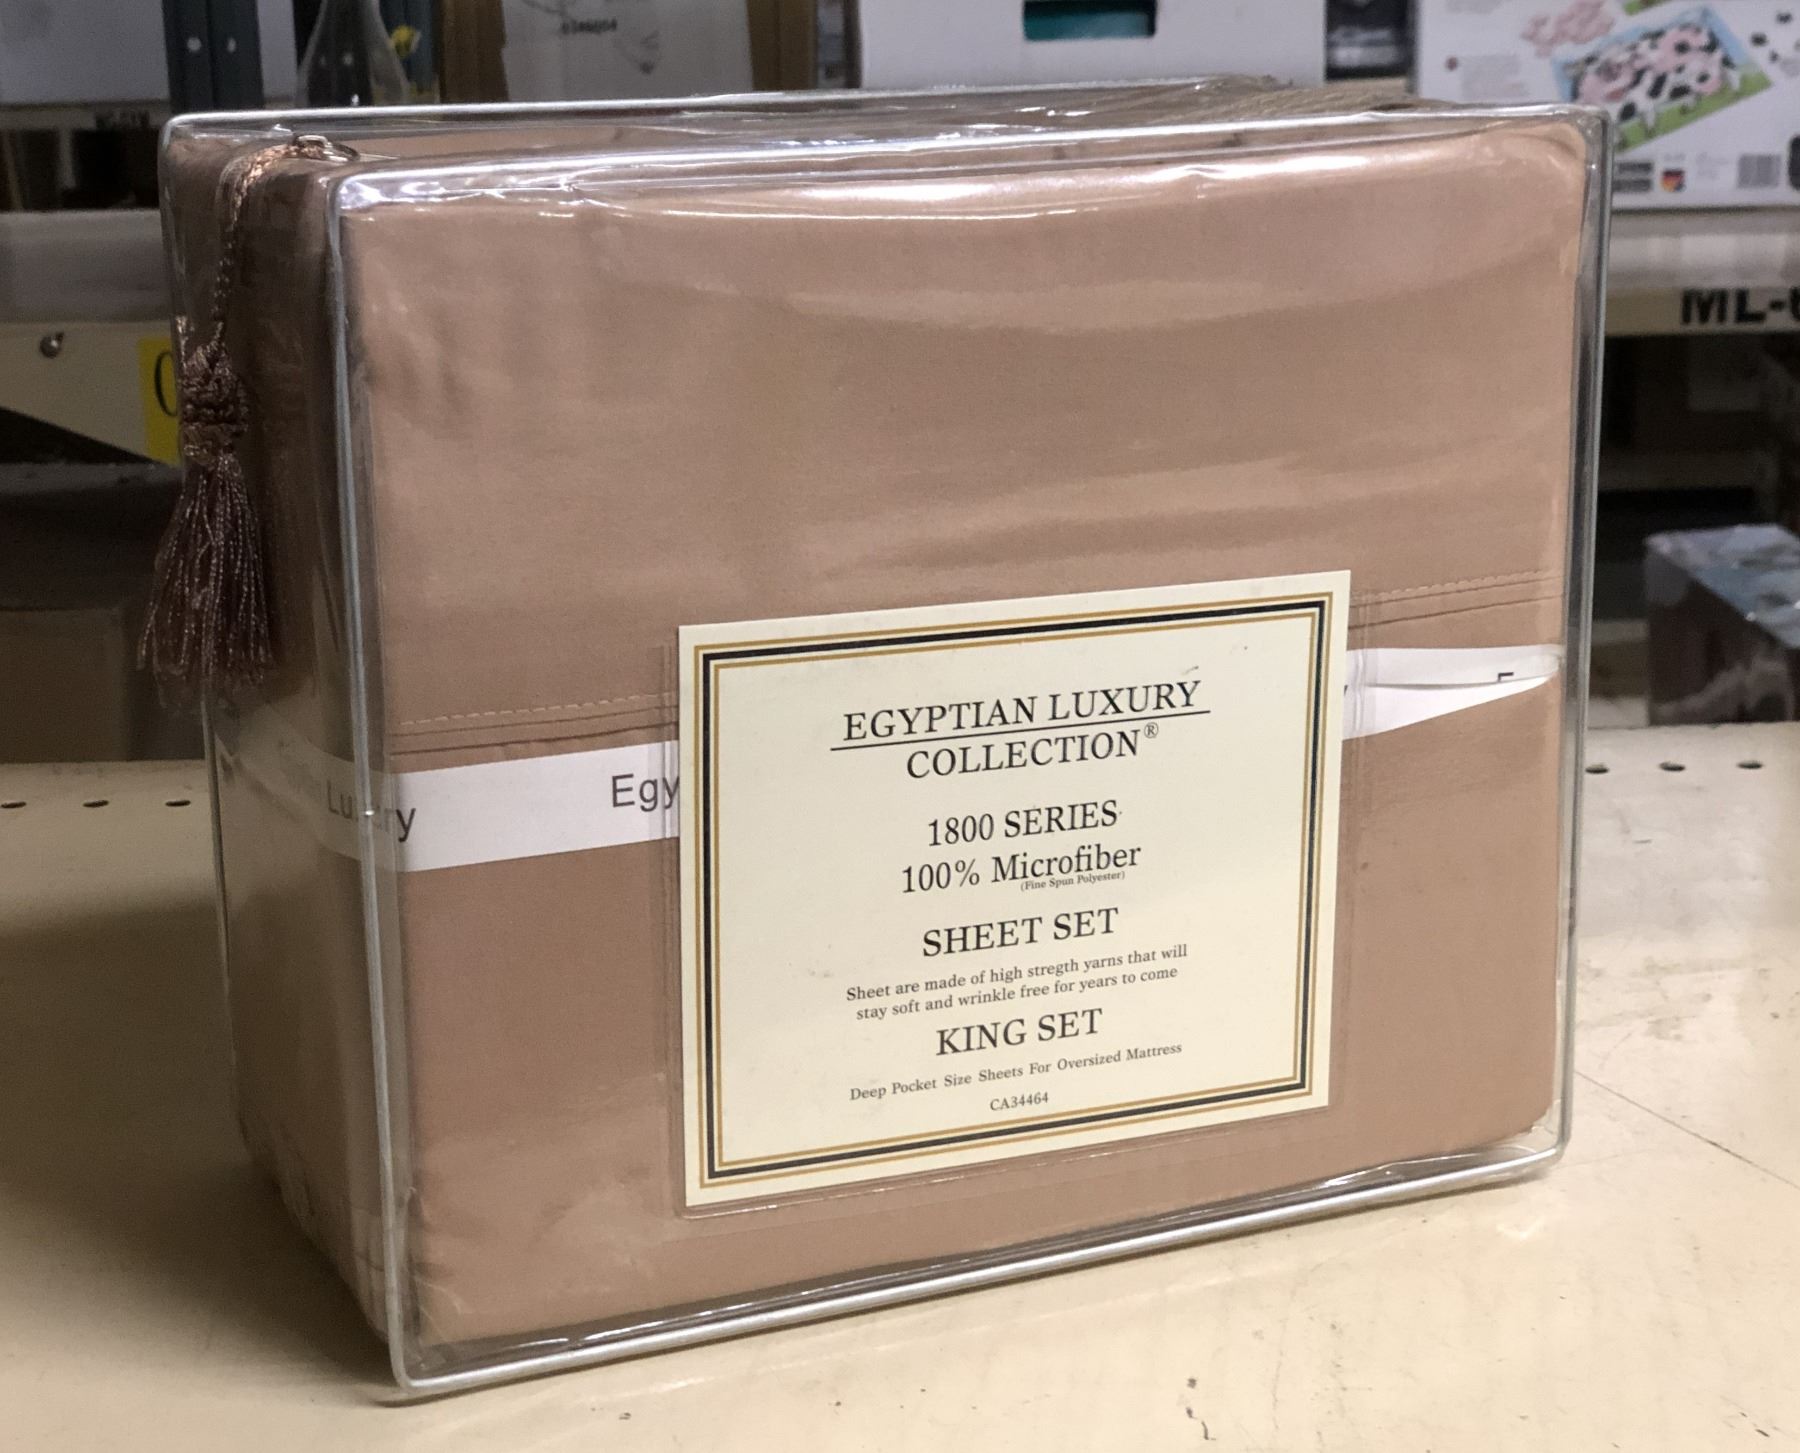 ML-
Luxury
Egy
EGYPTIAN LUXURY
COLLECTION®
1800 SERIES
100% Microfiber
(Fine Spun Polyester)
SHEET SET
Sheet are made of high stregth yarns that will
stay soft and wrinkle free for years to come
KING SET
Deep Pocket Size Sheets For Oversized Mattress
CA34464